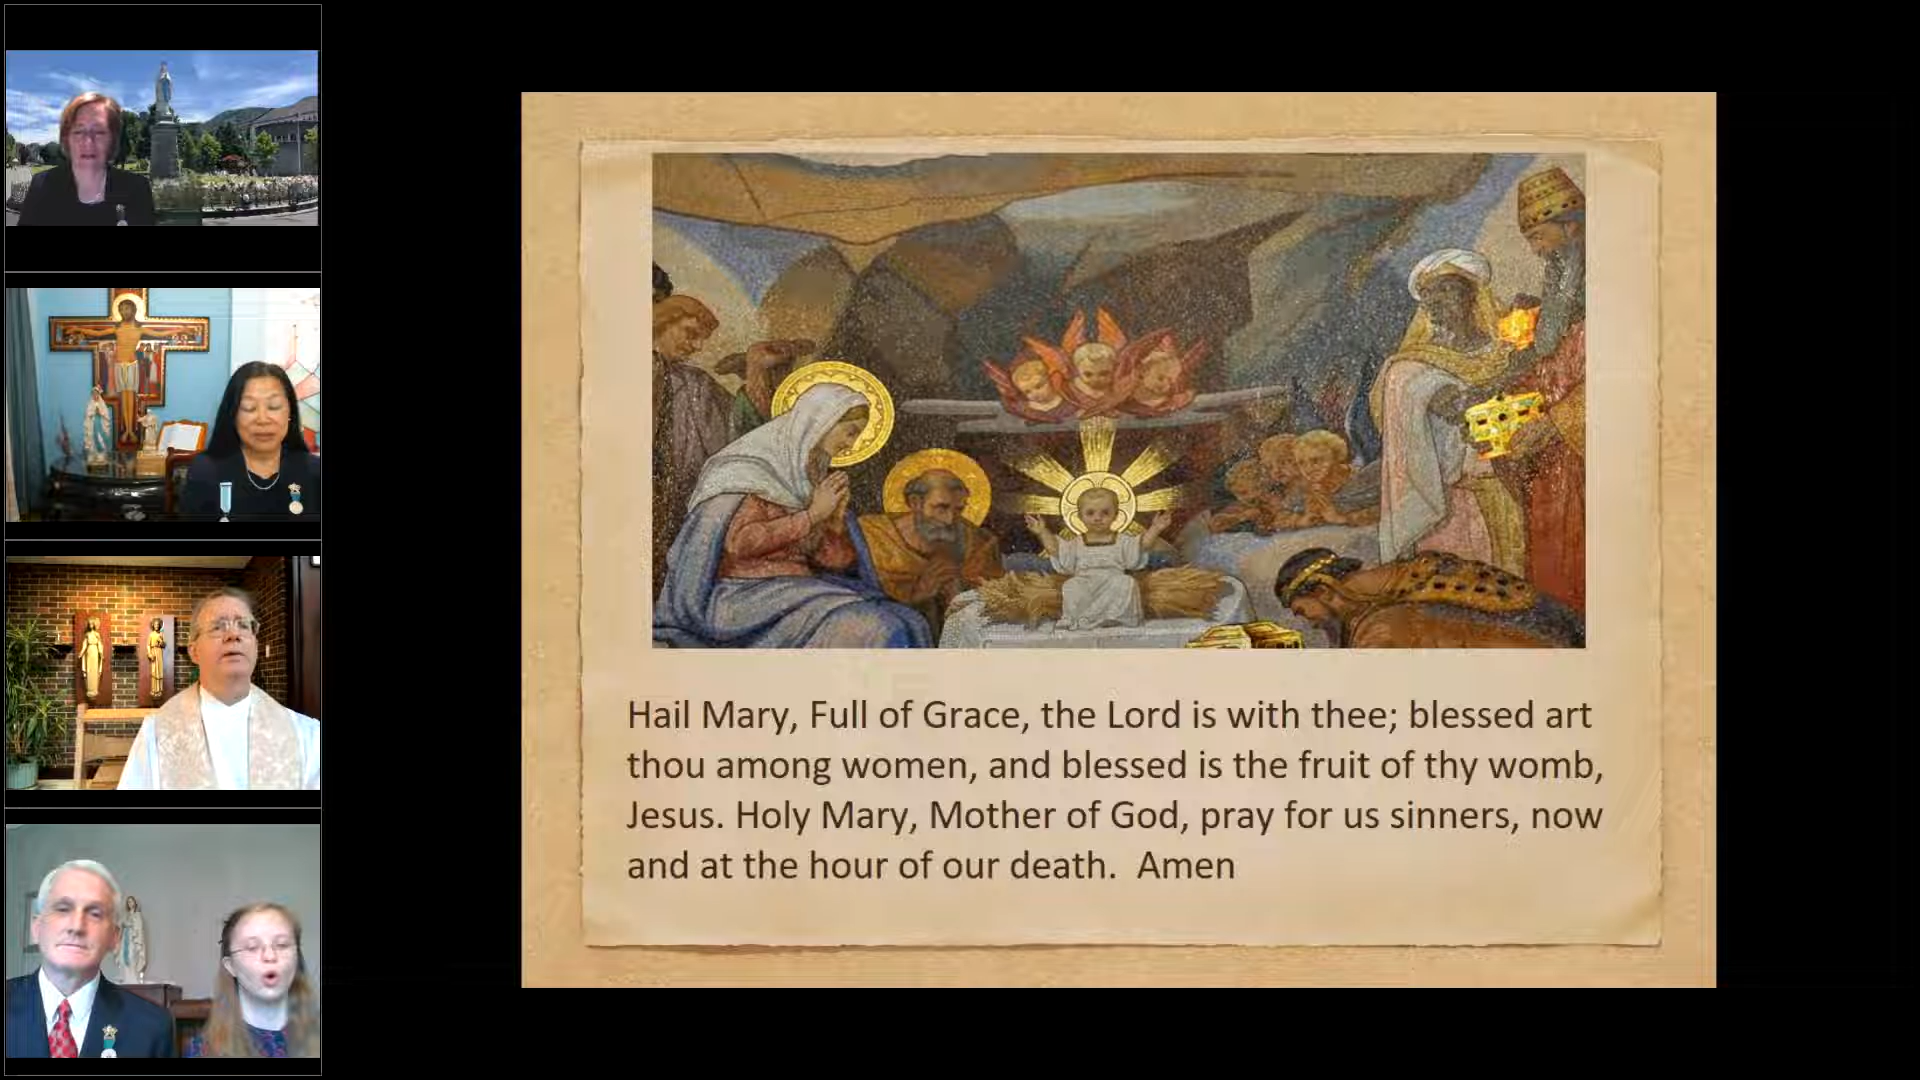 Hail Mary, Full of Grace, the Lord is with thee; blessed art
thou among women, and blessed is the fruit of thy womb,
Jesus. Holy Mary, Mother of God, pray for us sinners, now
and at the hour of our death.  Amen